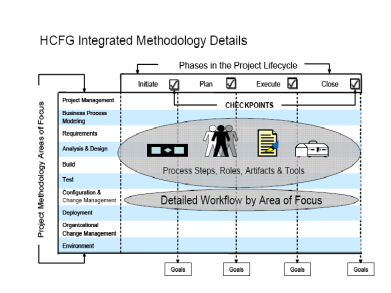 HCFG Integrated Methodology Details
Phases in the Project Lifecycle
Initiate Plan Execute Close
CHECKPOINTS
Project Methodology Areas of Focus
Project Management
Business Process
Modeling
Requirements
Analysis & Design
Build
Test
Configuration &
Change Management
Deployment
Organizational
Change Management
Environment
Process Steps, Roles, Artifacts & Tools
Detailed Workflow by Area of Focus
Goals Goals Goals Goals